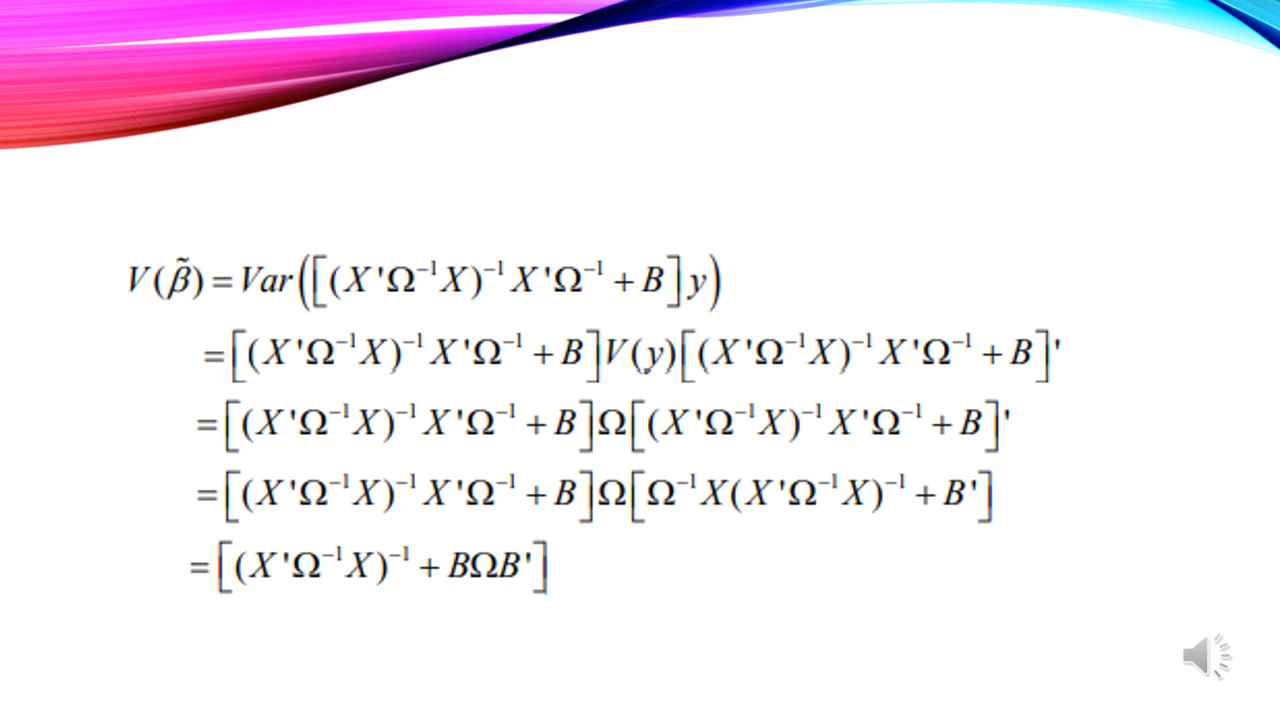 V(β̃) = Var([(X'Ω⁻¹X)⁻¹X'Ω⁻¹ + B]y)
= [(X'Ω⁻¹X)⁻¹X'Ω⁻¹ + B]V(y)[(X'Ω⁻¹X)⁻¹X'Ω⁻¹ + B]'
= [(X'Ω⁻¹X)⁻¹X'Ω⁻¹ + B]Ω[(X'Ω⁻¹X)⁻¹X'Ω⁻¹ + B]'
= [(X'Ω⁻¹X)⁻¹X'Ω⁻¹ + B]Ω[Ω⁻¹X(X'Ω⁻¹X)⁻¹ + B']
= [(X'Ω⁻¹X)⁻¹ + BΩB']